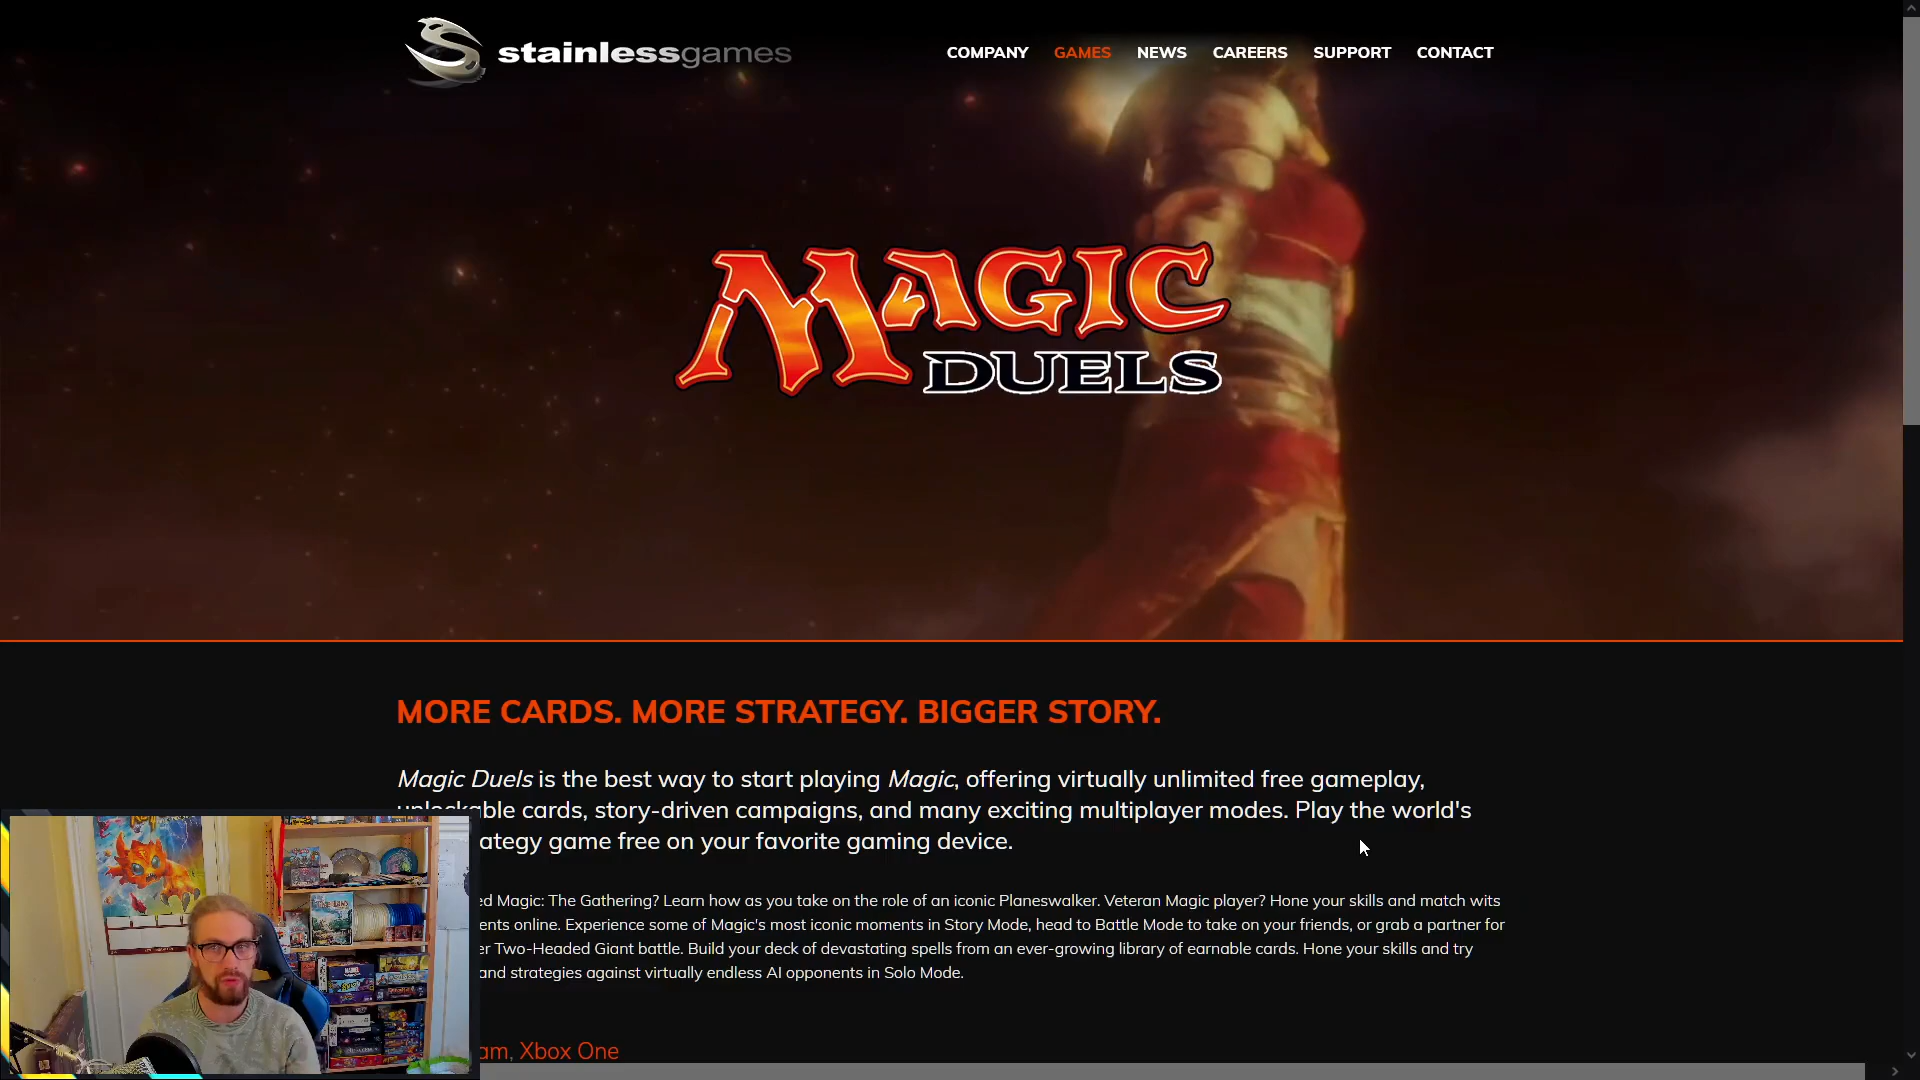 stainlessgames
COMPANY GAMES NEWS CAREERS SUPPORT CONTACT
MAGIC
DUELS
MORE CARDS. MORE STRATEGY. BIGGER STORY.
Magic Duels is the best way to start playing Magic, offering virtually unlimited free gameplay,
unlockable cards, story-driven campaigns, and many exciting multiplayer modes. Play the world's
ategy game free on your favorite gaming device.
ed Magic: The Gathering? Learn how as you take on the role of an iconic Planeswalker. Veteran Magic player? Hone your skills and match wits
ents online. Experience some of Magic's most iconic moments in Story Mode, head to Battle Mode to take on your friends, or grab a partner for
er Two-Headed Giant battle. Build your deck of devastating spells from an ever-growing library of earnable cards. Hone your skills and try
and strategies against virtually endless AI opponents in Solo Mode.
am, Xbox One